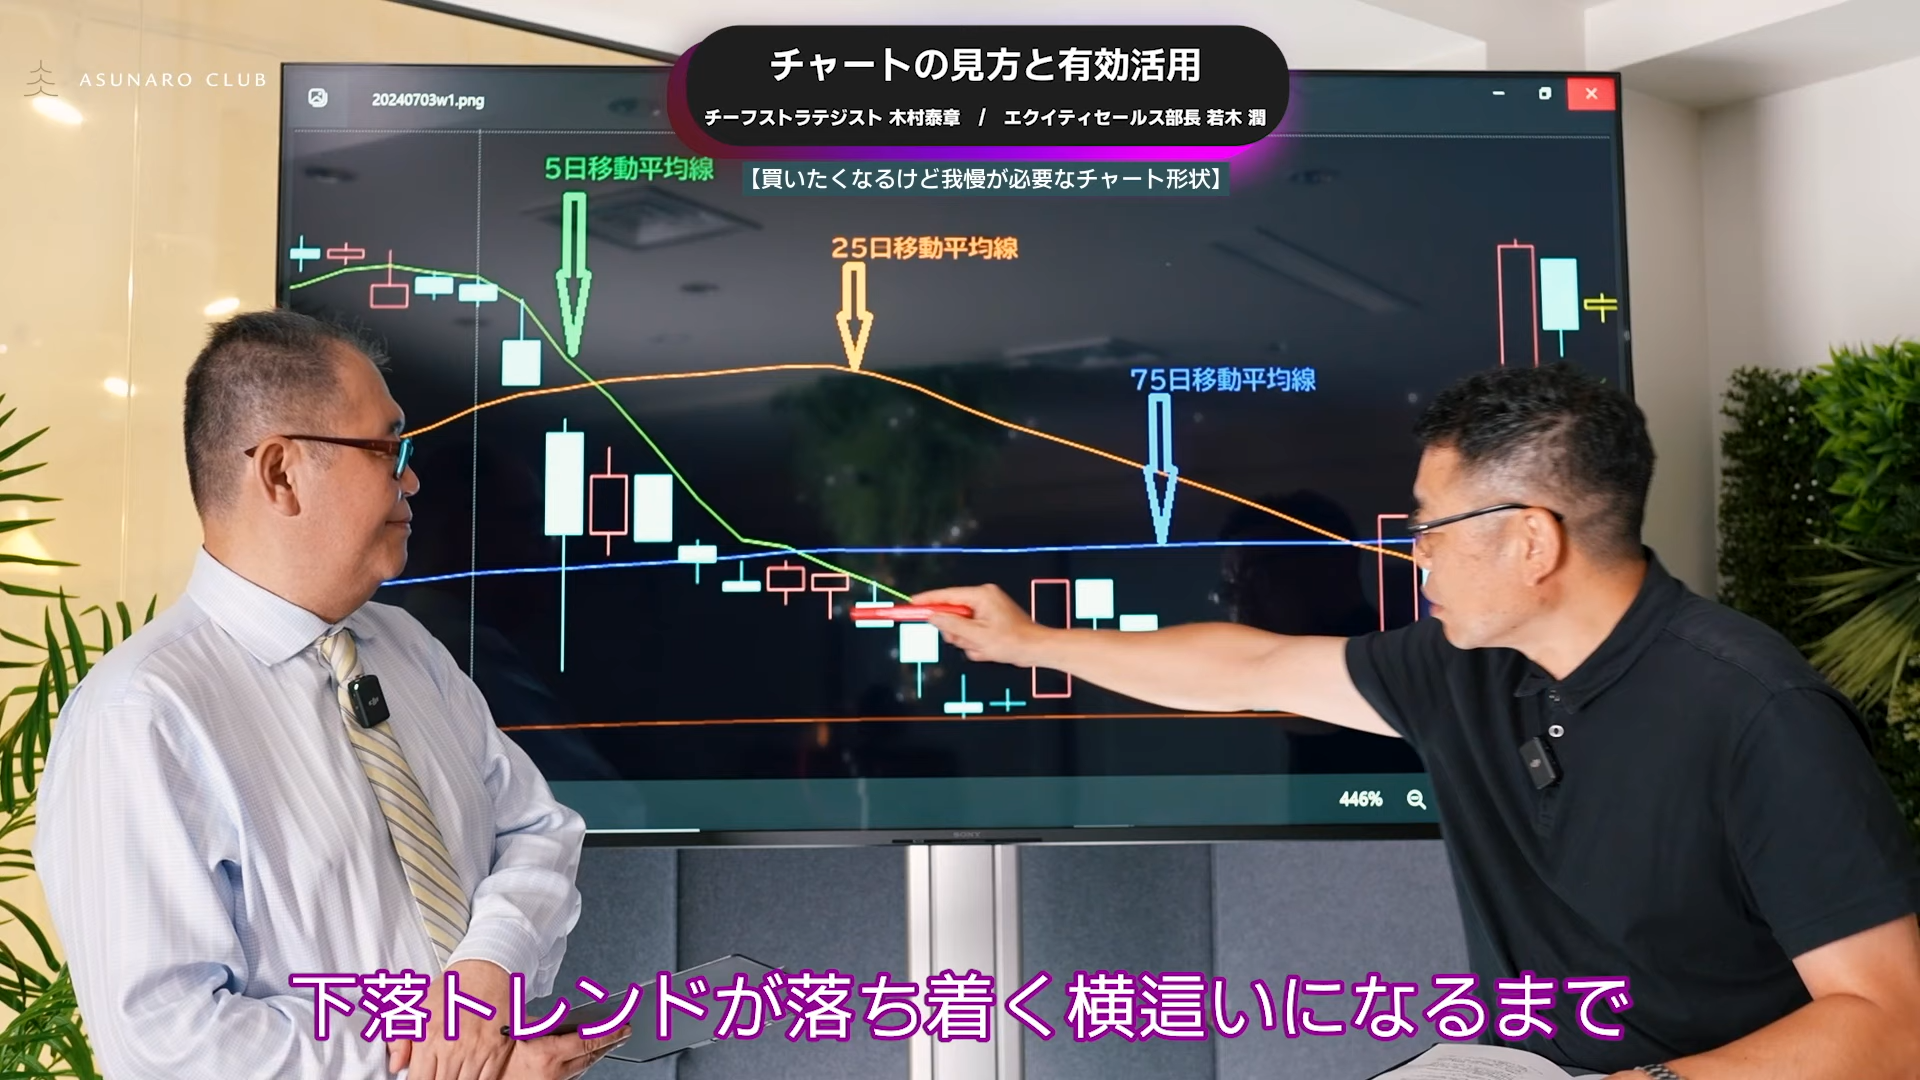 ASUNARO CLUB
20240703w1.png
チャートの見方と有効活用
チーフストラテジスト 木村泰章 / エクイティセールス部長 若木 潤
【買いたくなるけど我慢が必要なチャート形状】
5日移動平均線
25日移動平均線
75日移動平均線
446%
SONY
下落トレンドが落ち着く横這いになるまで